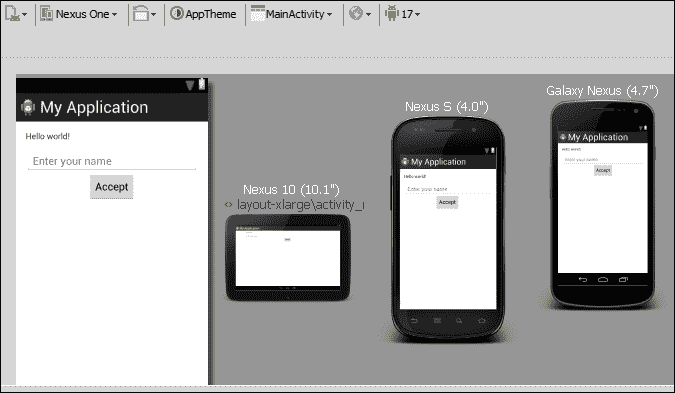 Nexus One AppTheme MainActivity 17
My Application
Hello world!
Enter your name
Accept
Nexus 10 (10.1")
<> layout-xlarge\activity_
My Application
Nexus S (4.0")
My Application
Hello world!
Enter your name
Accept
Galaxy Nexus (4.7")
My Application
Hello world!
Enter your name
Accept